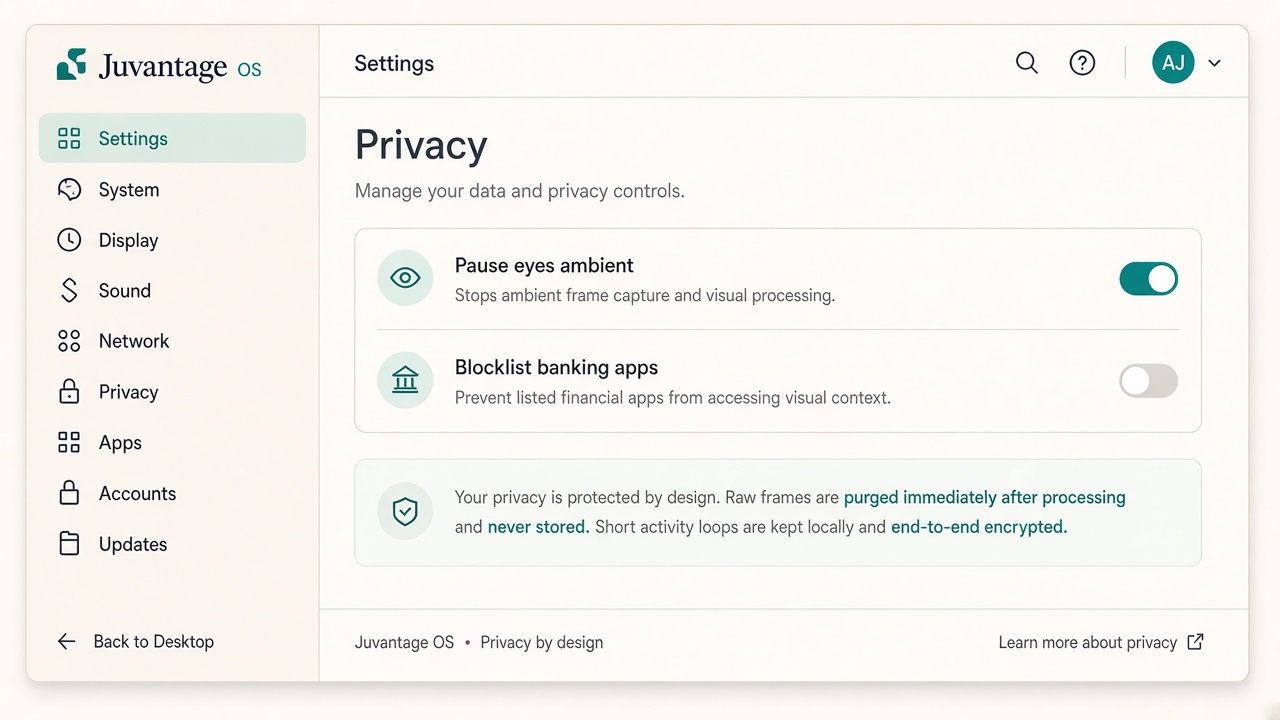 Juvantage OS
Settings
System
Display
Sound
Network
Privacy
Apps
Accounts
Updates
Back to Desktop
Settings
AJ
Privacy
Manage your data and privacy controls.
Pause eyes ambient
Stops ambient frame capture and visual processing.
Blocklist banking apps
Prevent listed financial apps from accessing visual context.
Your privacy is protected by design. Raw frames are purged immediately after processing
and never stored. Short activity loops are kept locally and end-to-end encrypted.
Juvantage OS • Privacy by design
Learn more about privacy